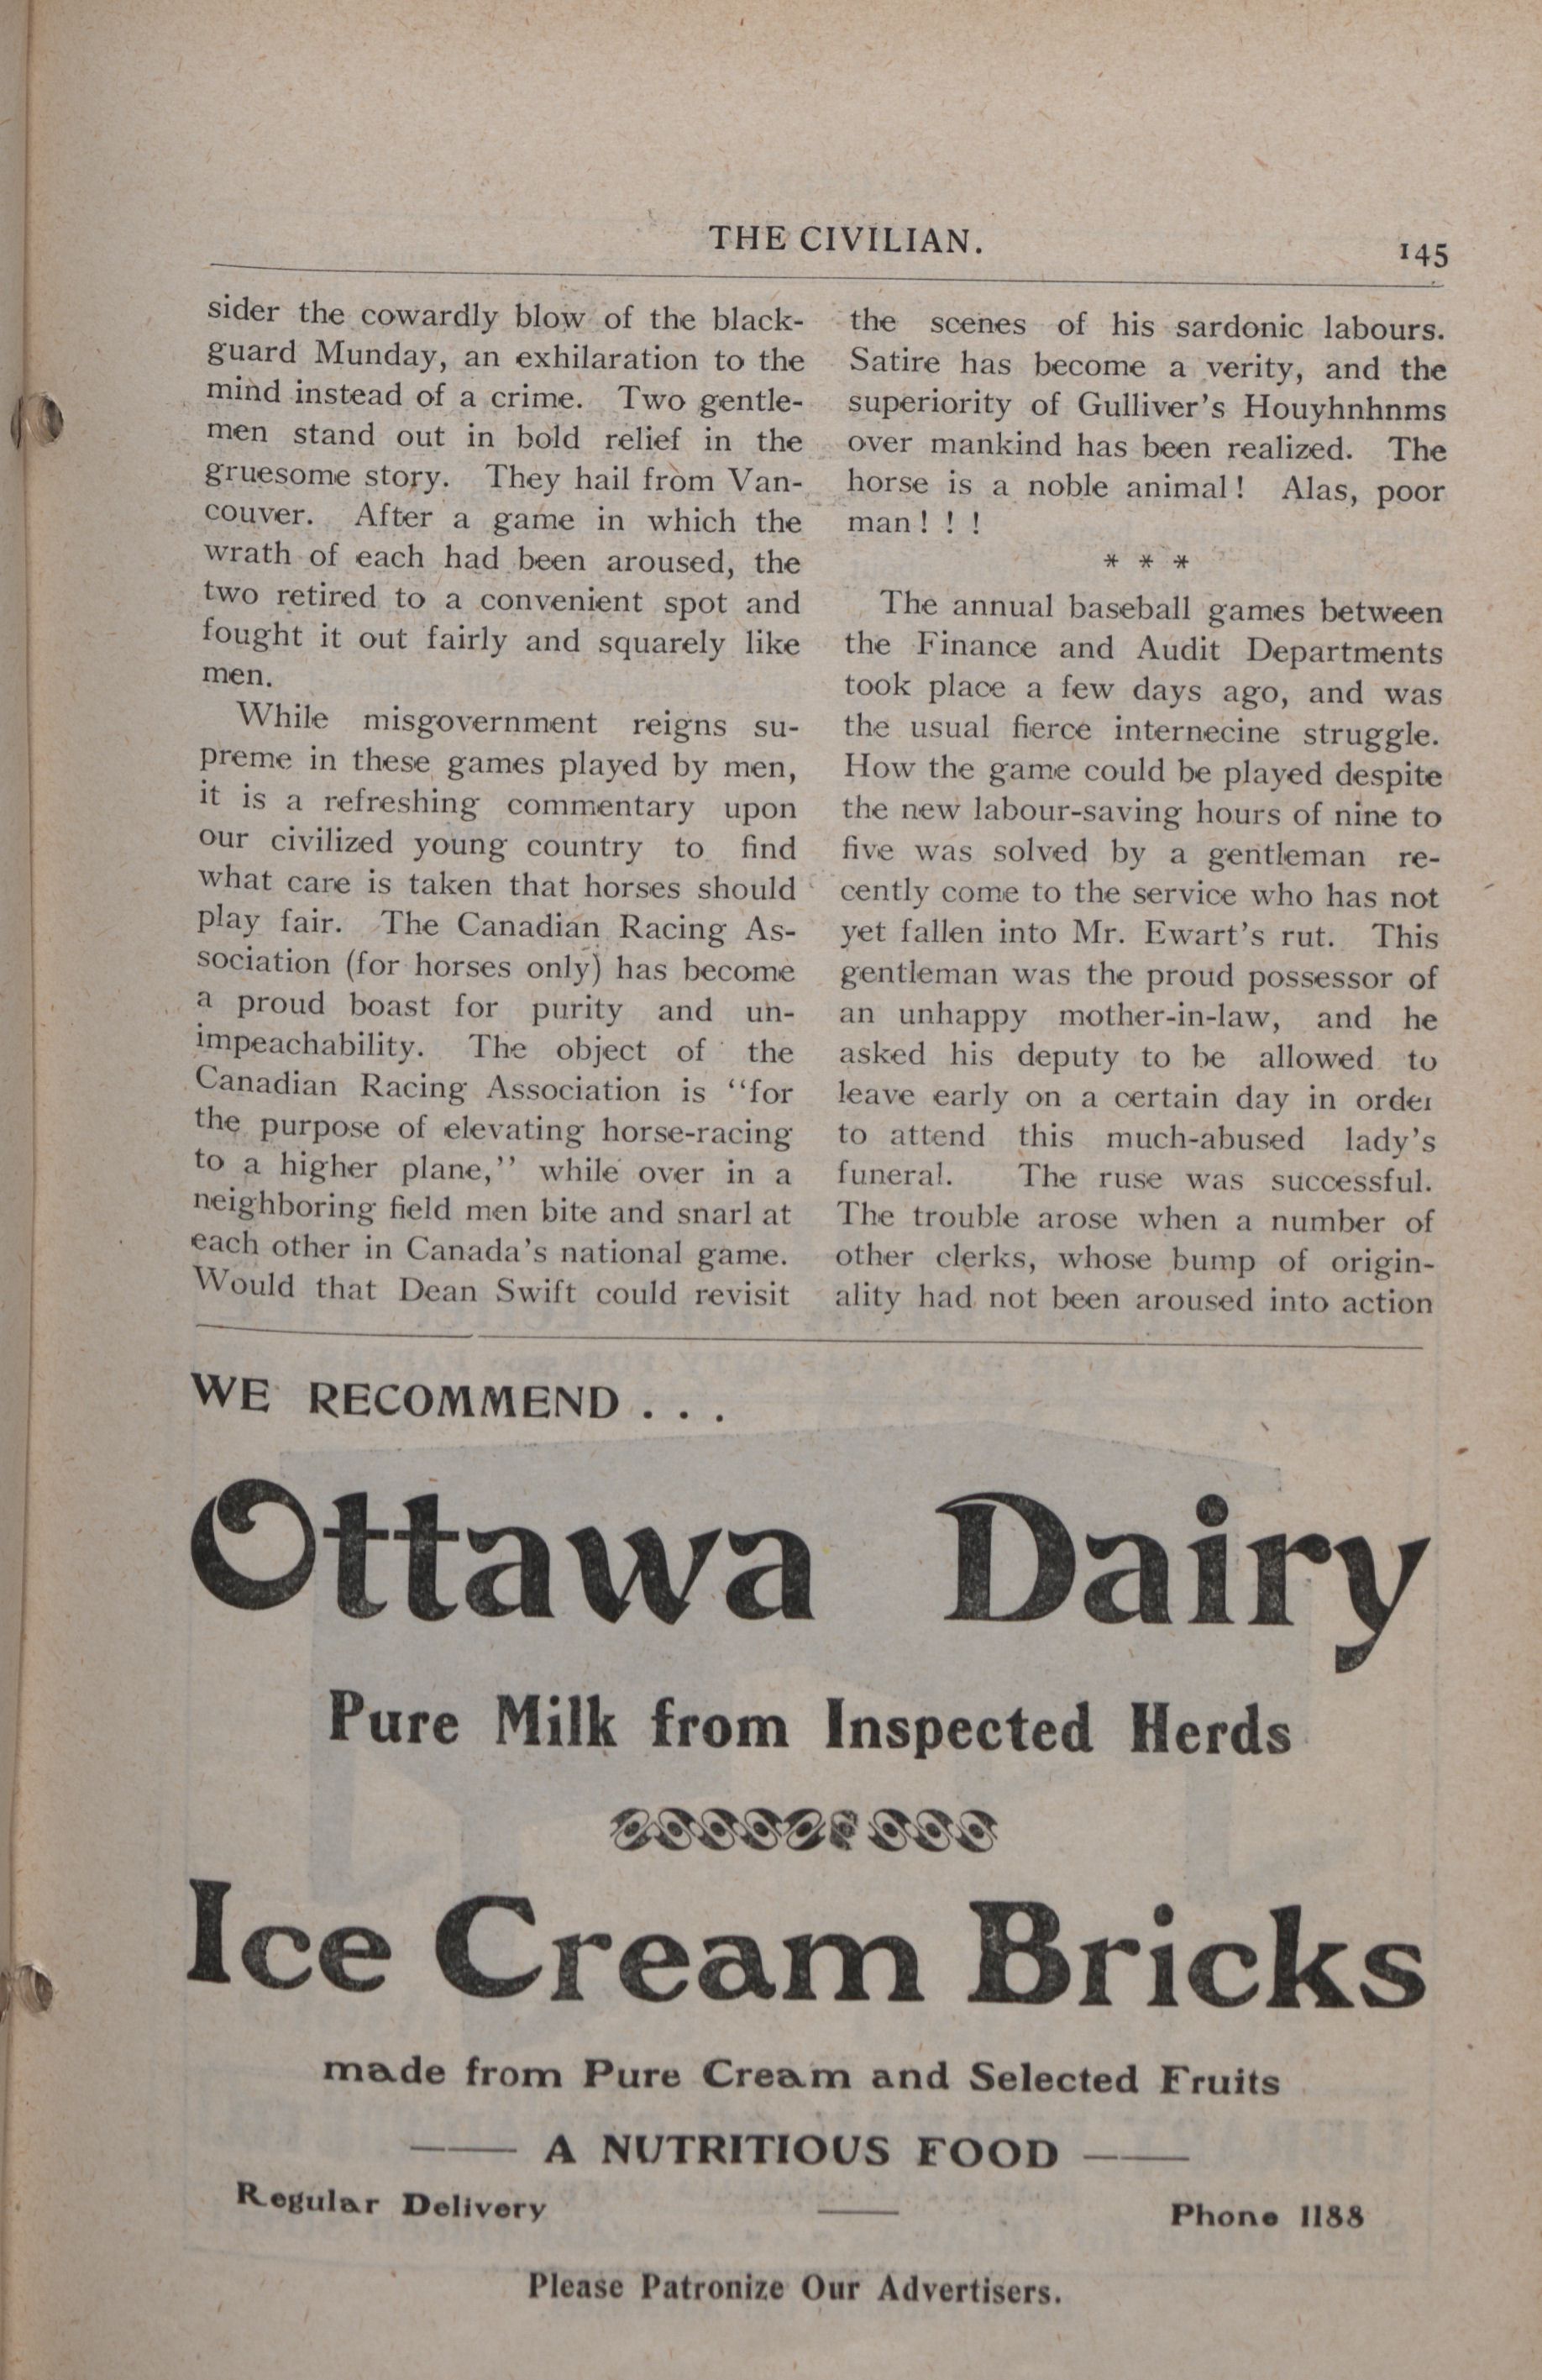 THE CIVILIAN.
145
sider the cowardly blow of the black-
guard Munday, an exhilaration to the
mind instead of a crime. Two gentle-
men stand out in bold relief in the
gruesome story. They hail from Van-
couver. After a game in which the
wrath of each had been aroused, the
two retired to a convenient spot and
fought it out fairly and squarely like
men.
While misgovernment reigns su-
preme in these games played by men,
it is a refreshing commentary upon
our civilized young country to find
what care is taken that horses should
play fair. The Canadian Racing As-
sociation (for horses only) has become
a proud boast for purity and un-
impeachability. The object of the
Canadian Racing Association is "for
the purpose of elevating horse-racing
to a higher plane," while over in a
neighboring field men bite and snarl at
each other in Canada's national game.
Would that Dean Swift could revisit
the scenes of his sardonic labours.
Satire has become a verity, and the
superiority of Gulliver's Houyhnhnms
over mankind has been realized. The
horse is a noble animal! Alas, poor
man! ! !
* * *
The annual baseball games between
the Finance and Audit Departments
took place a few days ago, and was
the usual fierce internecine struggle.
How the game could be played despite
the new labour-saving hours of nine to
five was solved by a gentleman re-
cently come to the service who has not
yet fallen into Mr. Ewart's rut. This
gentleman was the proud possessor of
an unhappy mother-in-law, and he
asked his deputy to be allowed to
leave early on a certain day in order
to attend this much-abused lady's
funeral. The ruse was successful.
The trouble arose when a number of
other clerks, whose bump of origin-
ality had not been aroused into action
WE RECOMMEND . . .
Ottawa Dairy
Pure Milk from Inspected Herds
Ice Cream Bricks
made from Pure Cream and Selected Fruits
A NUTRITIOUS FOOD
Regular Delivery
Phone 1188
Please Patronize Our Advertisers.